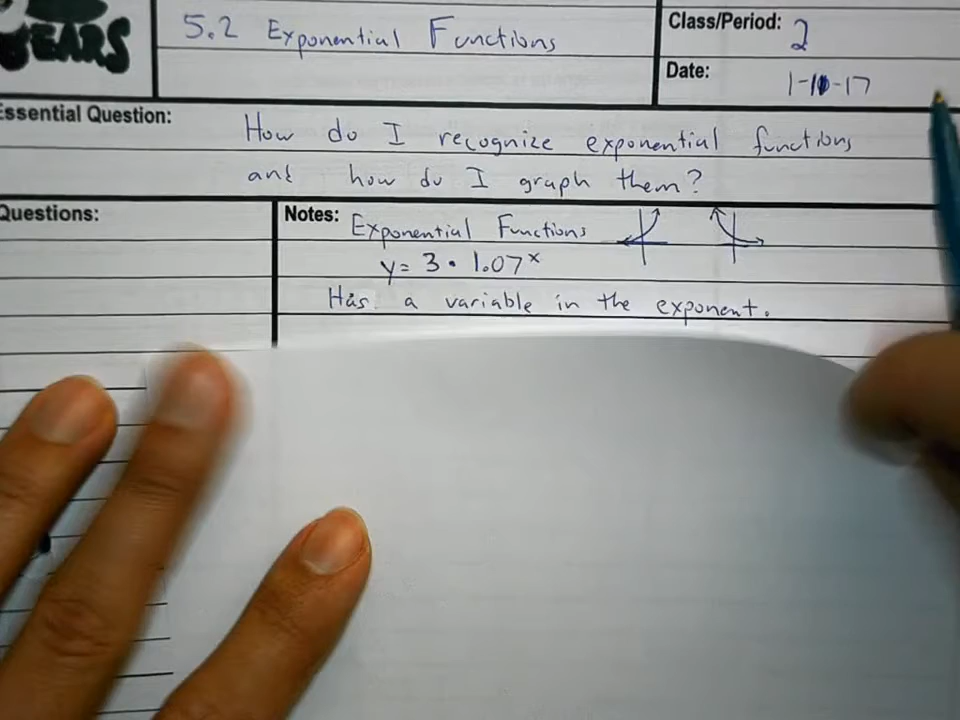 5.2 Exponential Functions
Class/Period: 2
Date: 1-10-17
EARS
Essential Question: How do I recognize exponential functions
and how do I graph them?
Questions:
Notes: Exponential Functions
y= 3 • 1.07ˣ
Has a variable in the exponent.